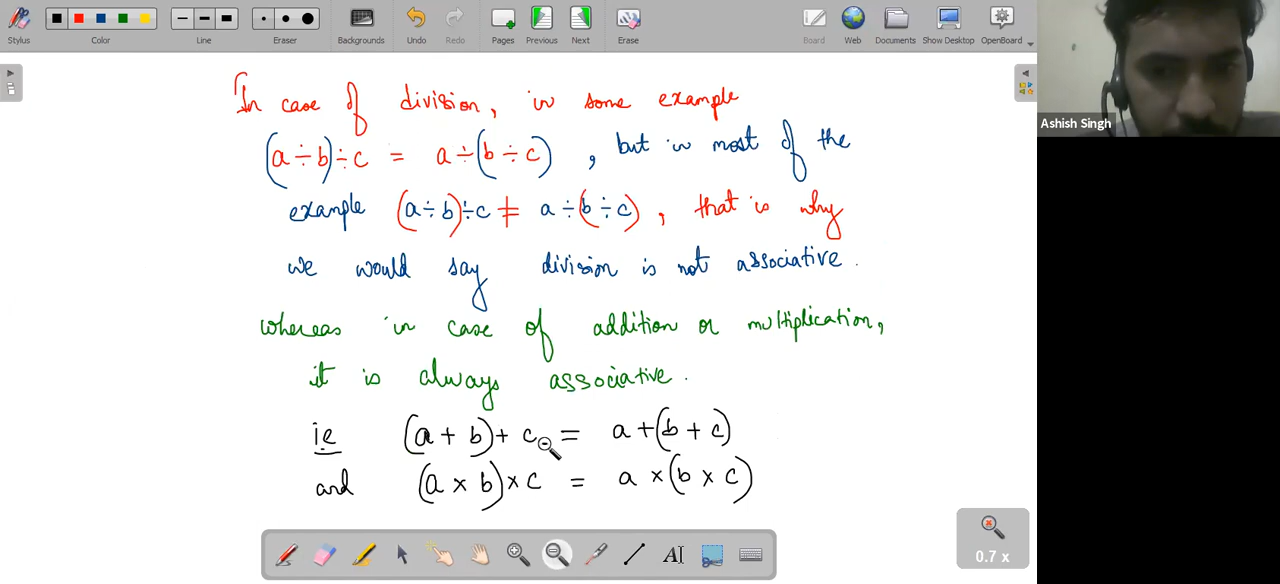 Stylus
Color
Line
Eraser
Backgrounds
Undo
Redo
Pages
Previous
Next
Erase
Board
Web
Documents
Show Desktop
OpenBoard
Ashish Singh
In case of division, in some example
(a ÷ b) ÷ c = a ÷ (b ÷ c) , but in most of the
example (a ÷ b) ÷ c ≠ a ÷ (b ÷ c) , that is why
we would say division is not associative.
whereas in case of addition or multiplication,
it is always associative.
ie (a + b) + c = a + (b + c)
and (a × b) × c = a × (b × c)
AI
0.7 x